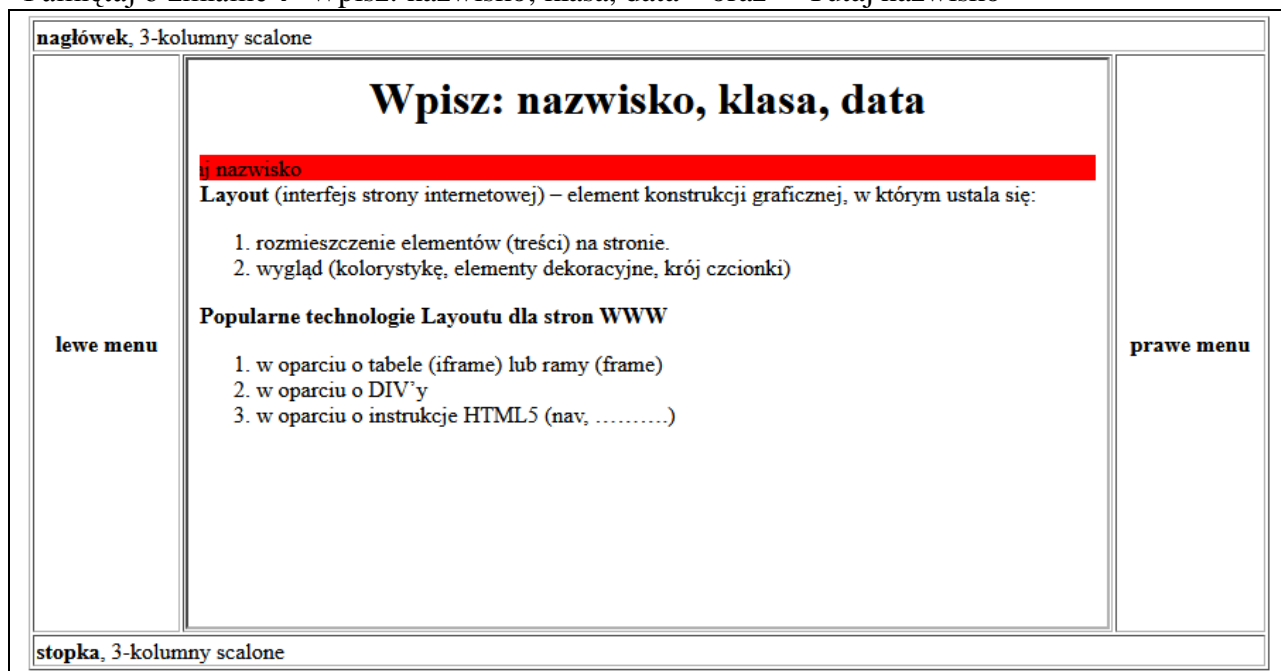 nagłówek, 3-kolumny scalone
Wpisz: nazwisko, klasa, data
ij nazwisko
Layout (interfejs strony internetowej) – element konstrukcji graficznej, w którym ustala się:
1. rozmieszczenie elementów (treści) na stronie.
2. wygląd (kolorystykę, elementy dekoracyjne, krój czcionki)
Popularne technologie Layoutu dla stron WWW
lewe menu
prawe menu
1. w oparciu o tabele (iframe) lub ramy (frame)
2. w oparciu o DIV’y
3. w oparciu o instrukcje HTML5 (nav, ……….)
stopka, 3-kolumny scalone